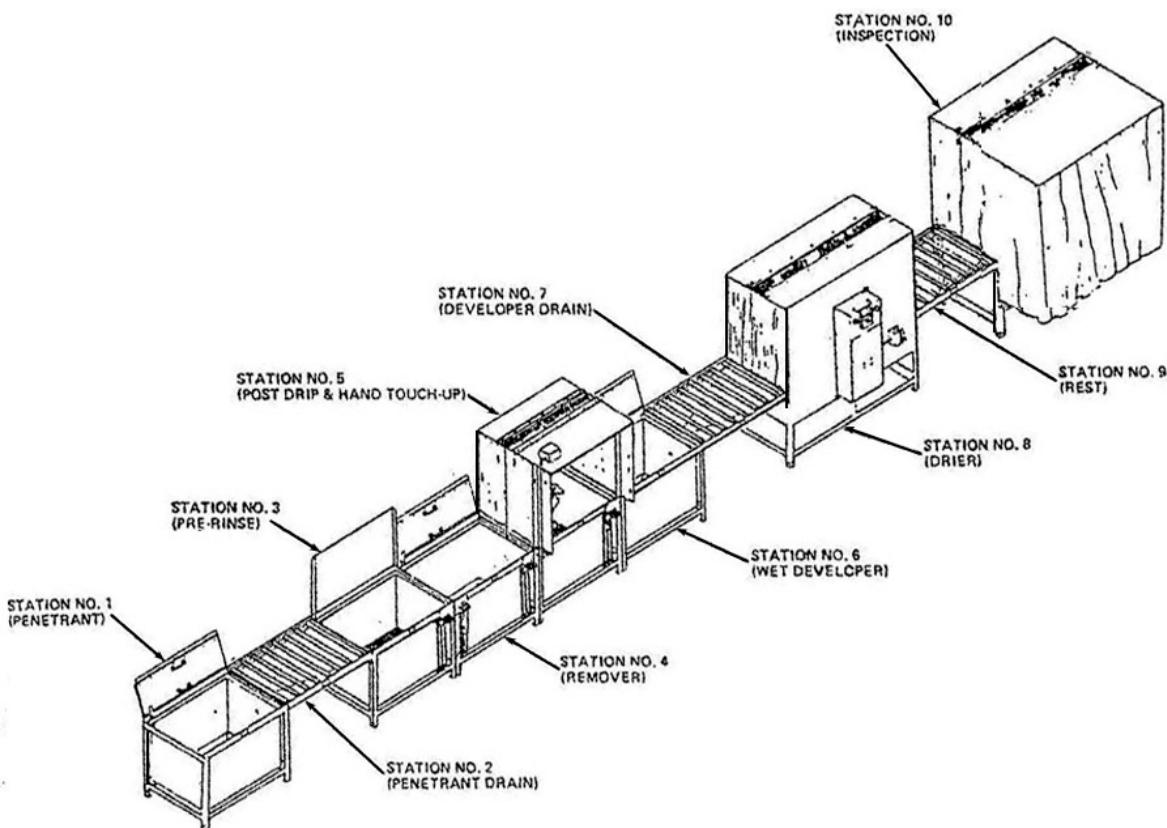 STATION NO. 10
(INSPECTION)
STATION NO. 7
(DEVELOPER DRAIN)
STATION NO. 9
(REST)
STATION NO. 5
(POST DRIP & HAND TOUCH-UP)
STATION NO. 8
(DRIER)
STATION NO. 3
(PRE-RINSE)
STATION NO. 6
(WET DEVELOPER)
STATION NO. 1
(PENETRANT)
STATION NO. 4
(REMOVER)
STATION NO. 2
(PENETRANT DRAIN)